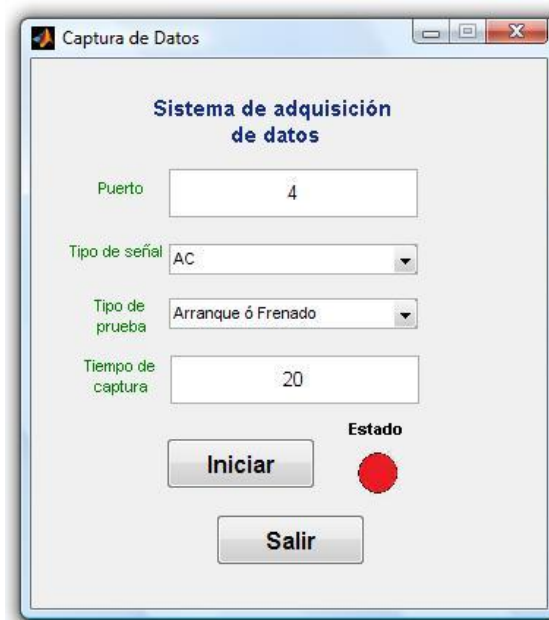 Captura de Datos
Sistema de adquisición
de datos
Puerto
4
Tipo de señal
AC
Tipo de
prueba
Arranque ó Frenado
Tiempo de
captura
20
Estado
Iniciar
Salir